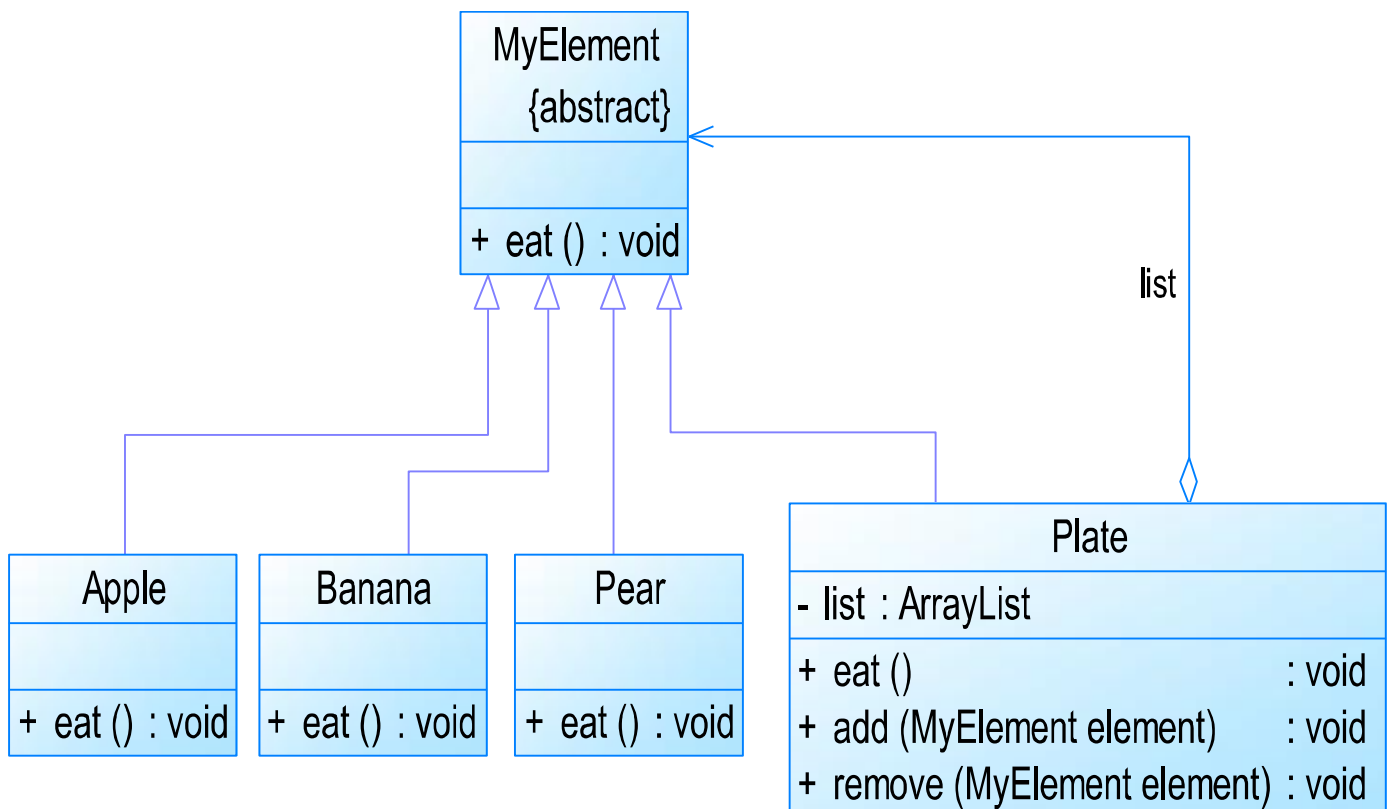 MyElement
{abstract}
+ eat () : void
list
Apple
+ eat () : void
Banana
+ eat () : void
Pear
+ eat () : void
Plate
- list : ArrayList
+ eat () : void
+ add (MyElement element) : void
+ remove (MyElement element) : void